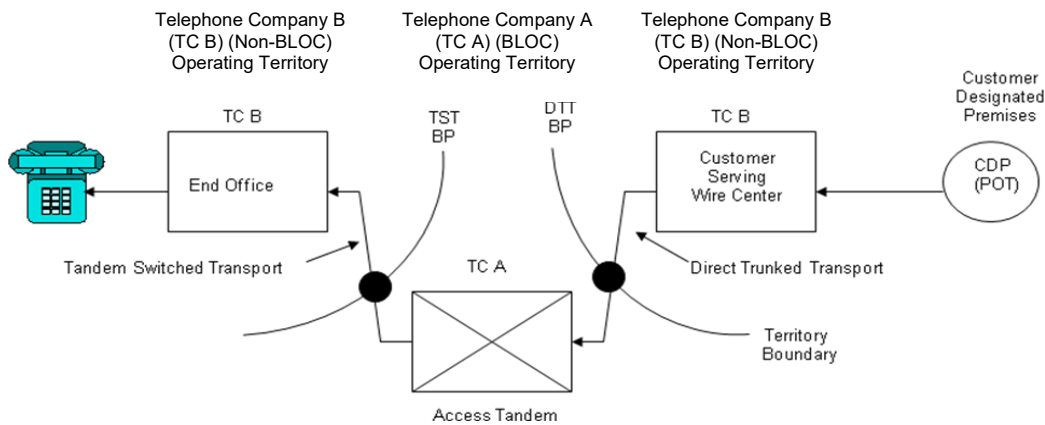 Telephone Company B
(TC B) (Non-BLOC)
Operating Territory
Telephone Company A
(TC A) (BLOC)
Operating Territory
Telephone Company B
(TC B) (Non-BLOC)
Operating Territory
Customer
Designated
Premises
TC B
TST
BP
DTT
BP
TC B
End Office
Customer
Serving
Wire Center
CDP
(POT)
Tandem Switched Transport
TC A
Direct Trunked Transport
Territory
Boundary
Access Tandem